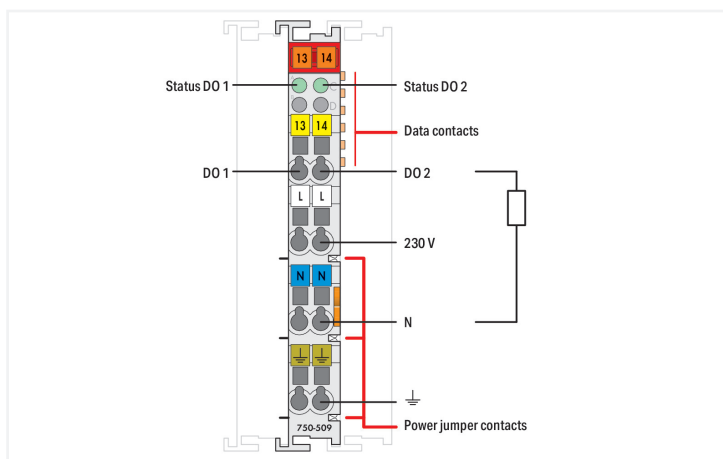 13 14
Status DO 1
C
Status DO 2
D
13 14
Data contacts
DO 1
DO 2
L L
230 V
N N
N
750-509
Power jumper contacts